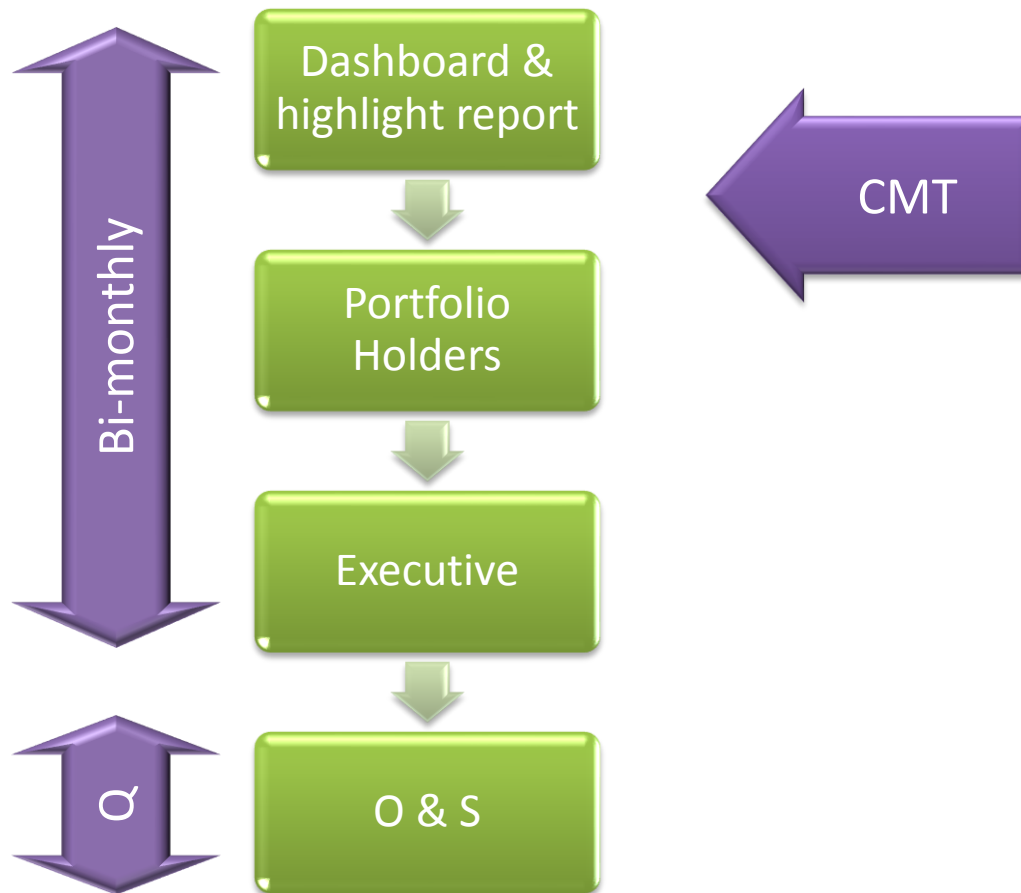 Dashboard &
highlight report
CMT
Bi-monthly
Portfolio
Holders
Executive
Q
O & S